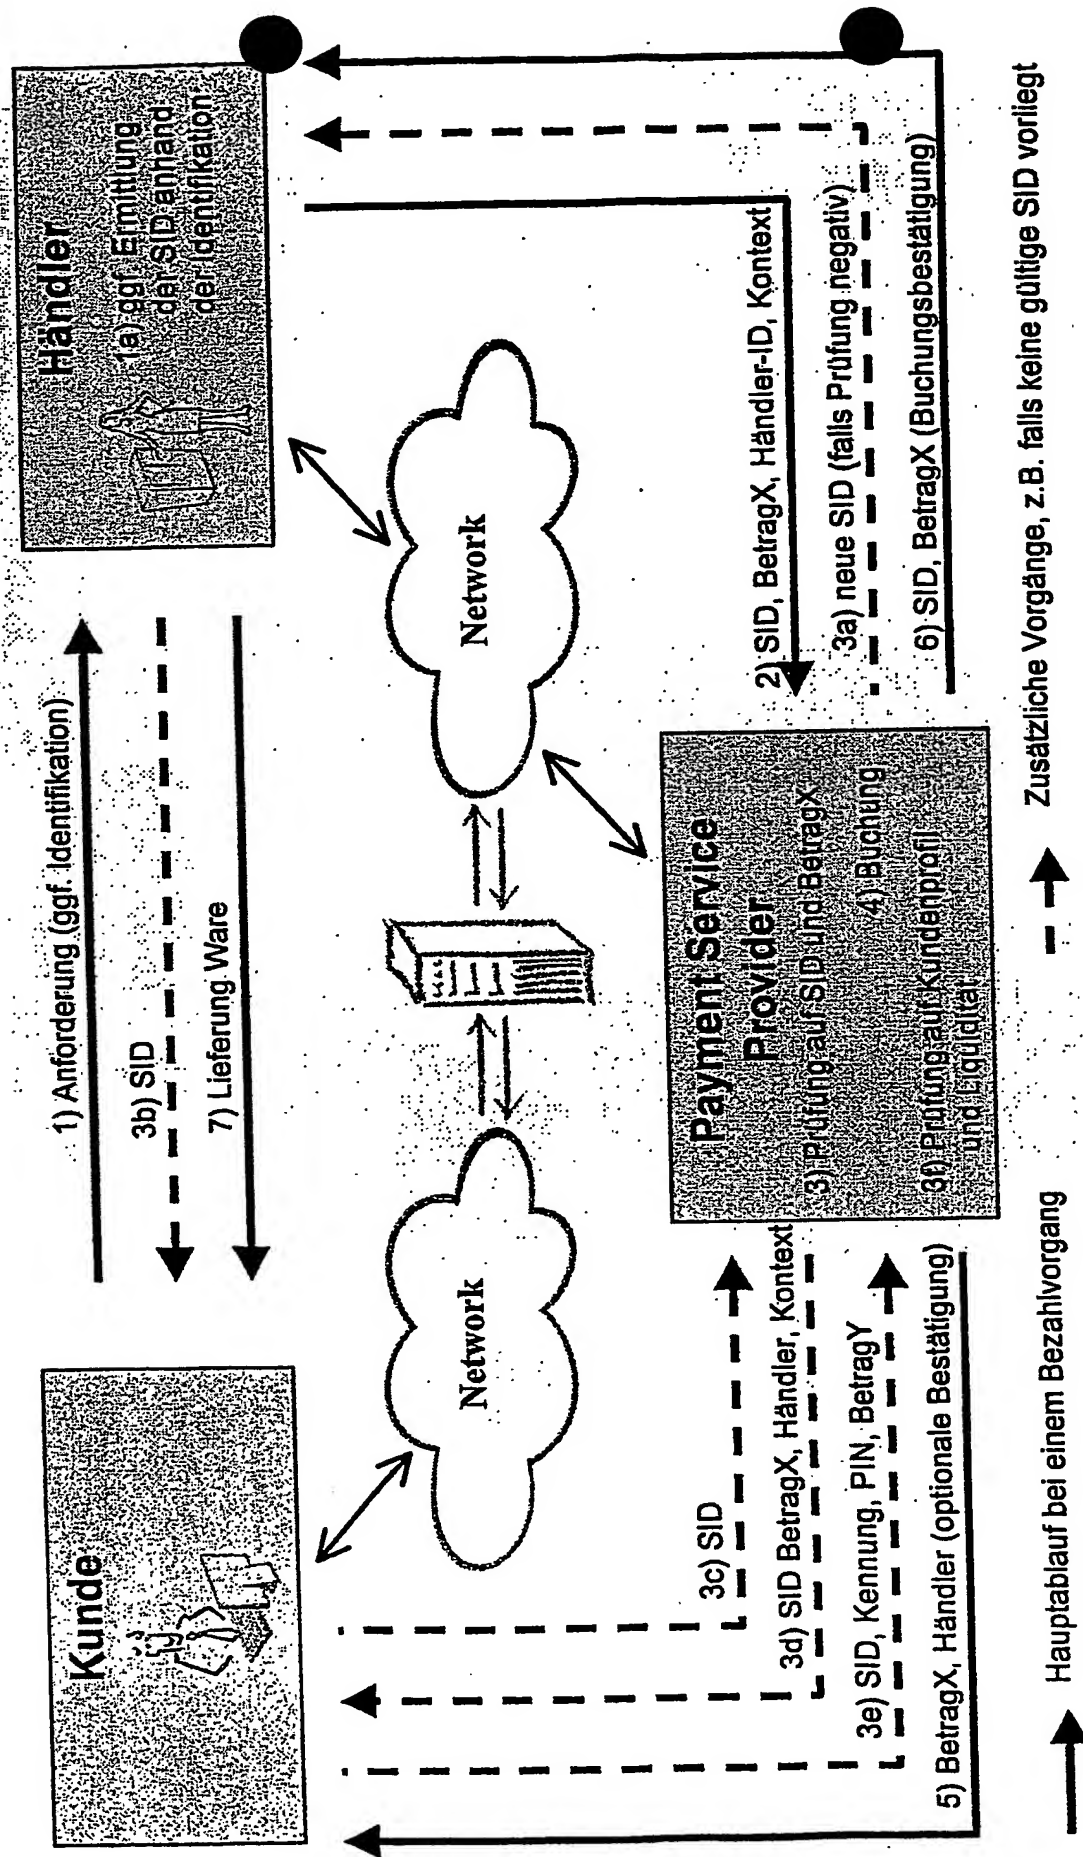 Kunde
Händler
1a) ggf. Ermittlung
der SID anhand
der Identifikation
1) Anforderung (ggf. Identifikation)
3b) SID
7) Lieferung Ware
Network
Network
3c) SID
3d) SID BetragX, Händler, Kontext
3e) SID, Kennung, PIN, BetragY
5) BetragX, Händler (optionale Bestätigung)
Payment Service
Provider
3) Prüfung auf SID und BetragX
4) Buchung
3f) Prüfung auf Kundenprofil
und Liquidität
2) SID, BetragX, Händler-ID, Kontext
3a) neue SID (falls Prüfung negativ)
6) SID, BetragX (Buchungsbestätigung)
Hauptablauf bei einem Bezahlvorgang
Zusätzliche Vorgänge, z.B. falls keine gültige SID vorliegt